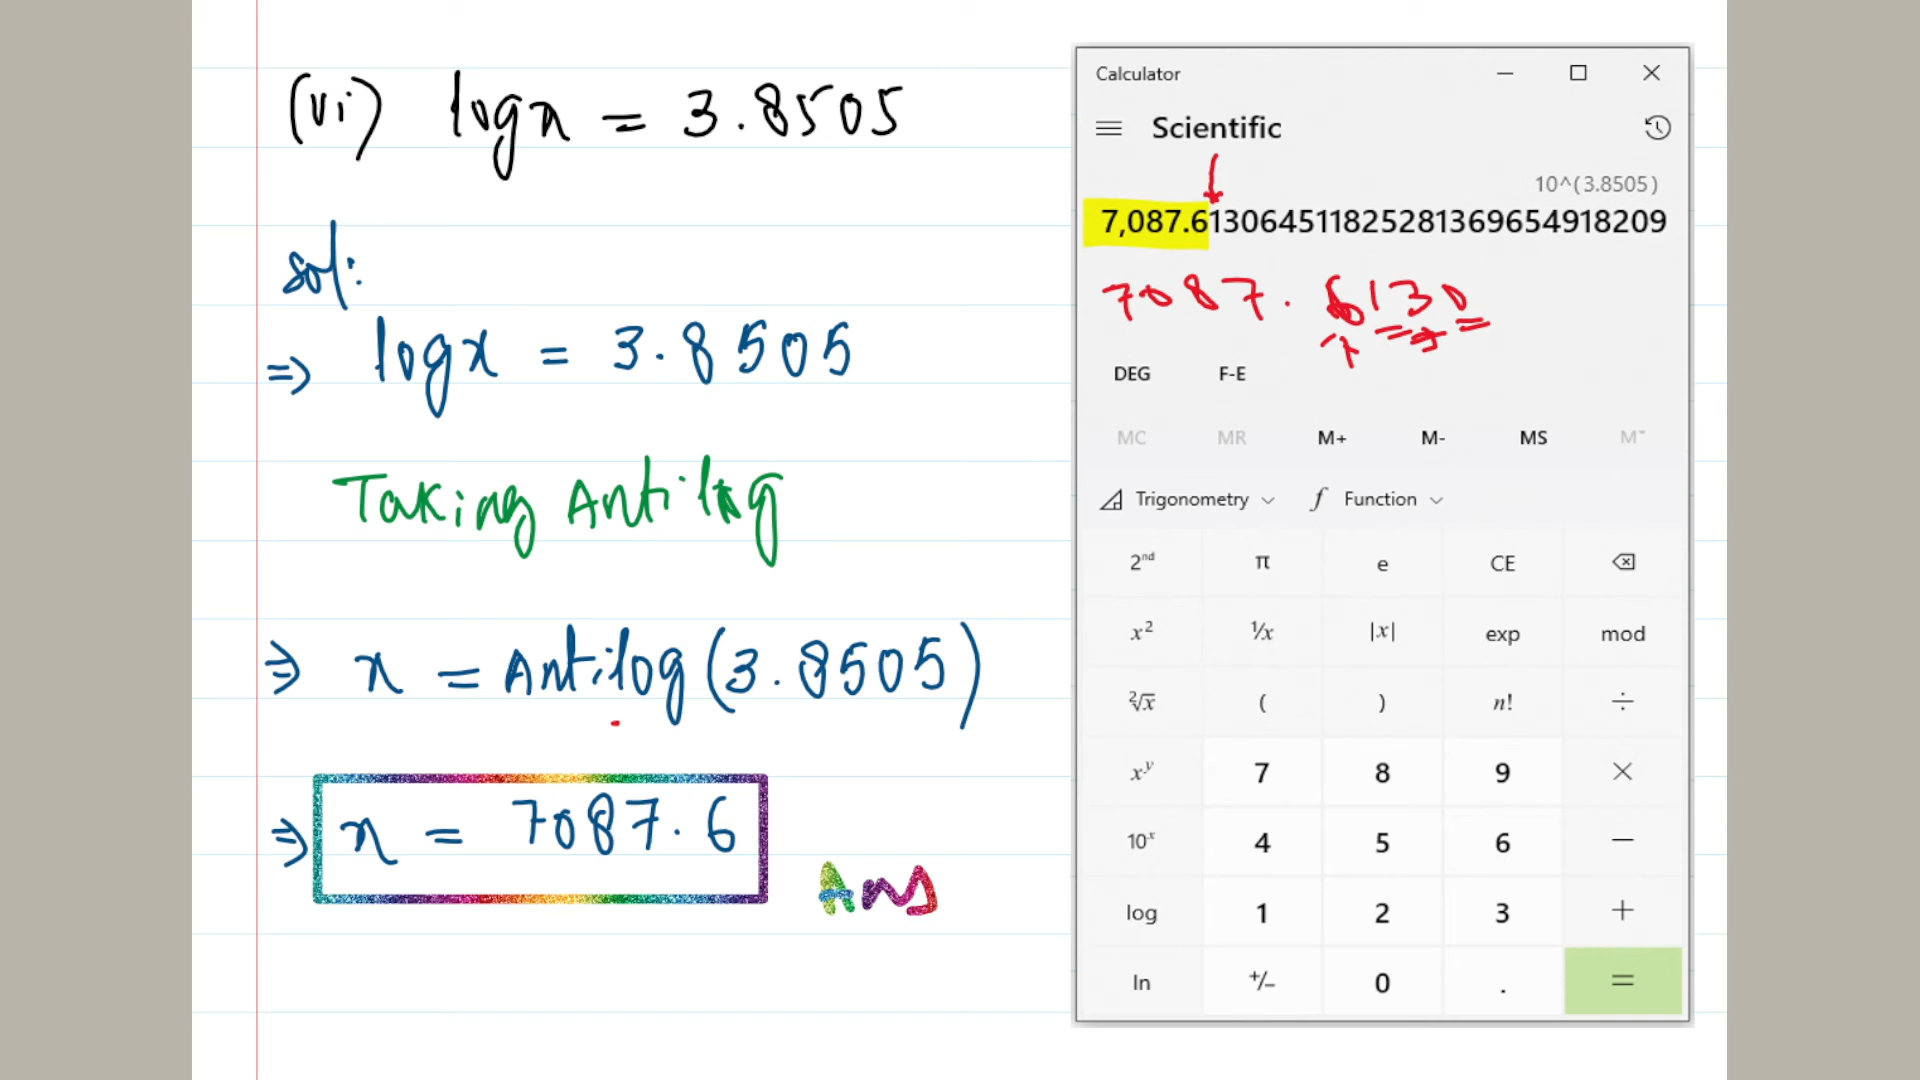 (vi) log x = 3.8505
sol:
⇒ log x = 3.8505
Taking Antilog
⇒ x = Antilog (3.8505)
⇒ x = 7087.6
Ans
Calculator
Scientific
10^(3.8505)
7,087.613064511825281369654918209
7087.6130
DEG F-E
MC MR M+ M- MS M˅
Trigonometry Function
2ⁿᵈ π e CE
x² ¹/x |x| exp mod
²√x ( ) n! ÷
xʸ 7 8 9 ×
10ˣ 4 5 6 −
log 1 2 3 +
ln +/− 0 . =